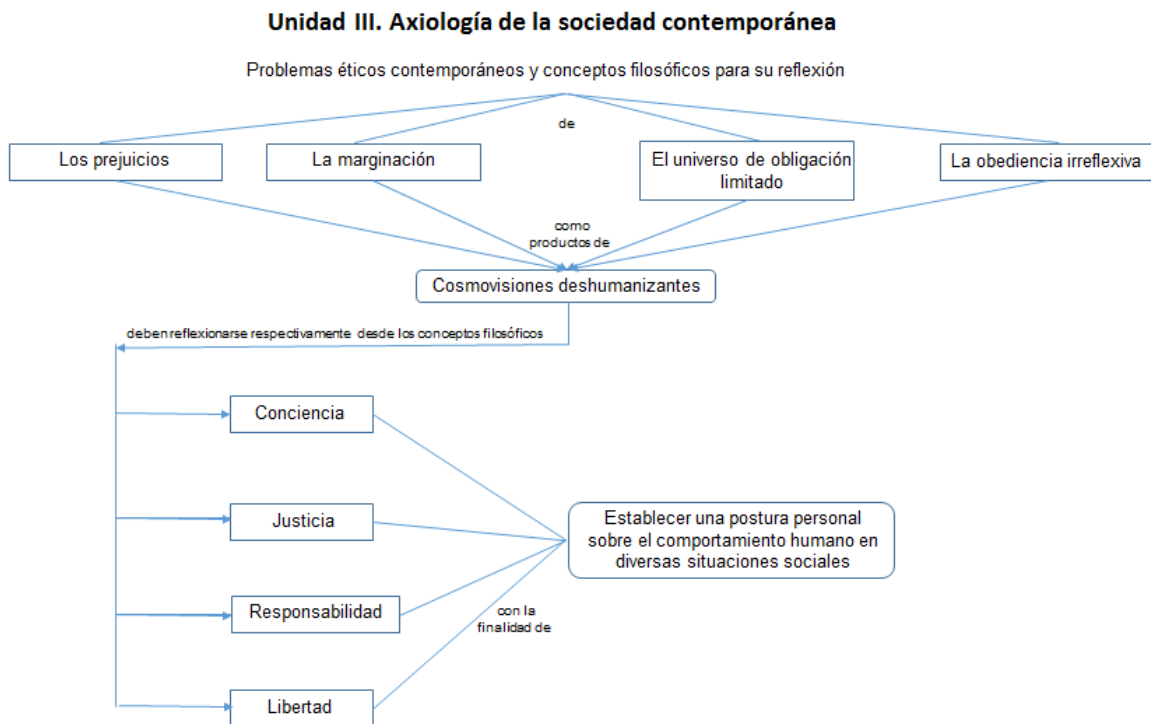 Unidad III. Axiología de la sociedad contemporánea
Problemas éticos contemporáneos y conceptos filosóficos para su reflexión
de
Los prejuicios
La marginación
El universo de obligación
limitado
La obediencia irreflexiva
como
productos de
Cosmovisiones deshumanizantes
deben reflexionarse respectivamente desde los conceptos filosóficos
Conciencia
Justicia
Responsabilidad
Libertad
con la
finalidad de
Establecer una postura personal
sobre el comportamiento humano en
diversas situaciones sociales